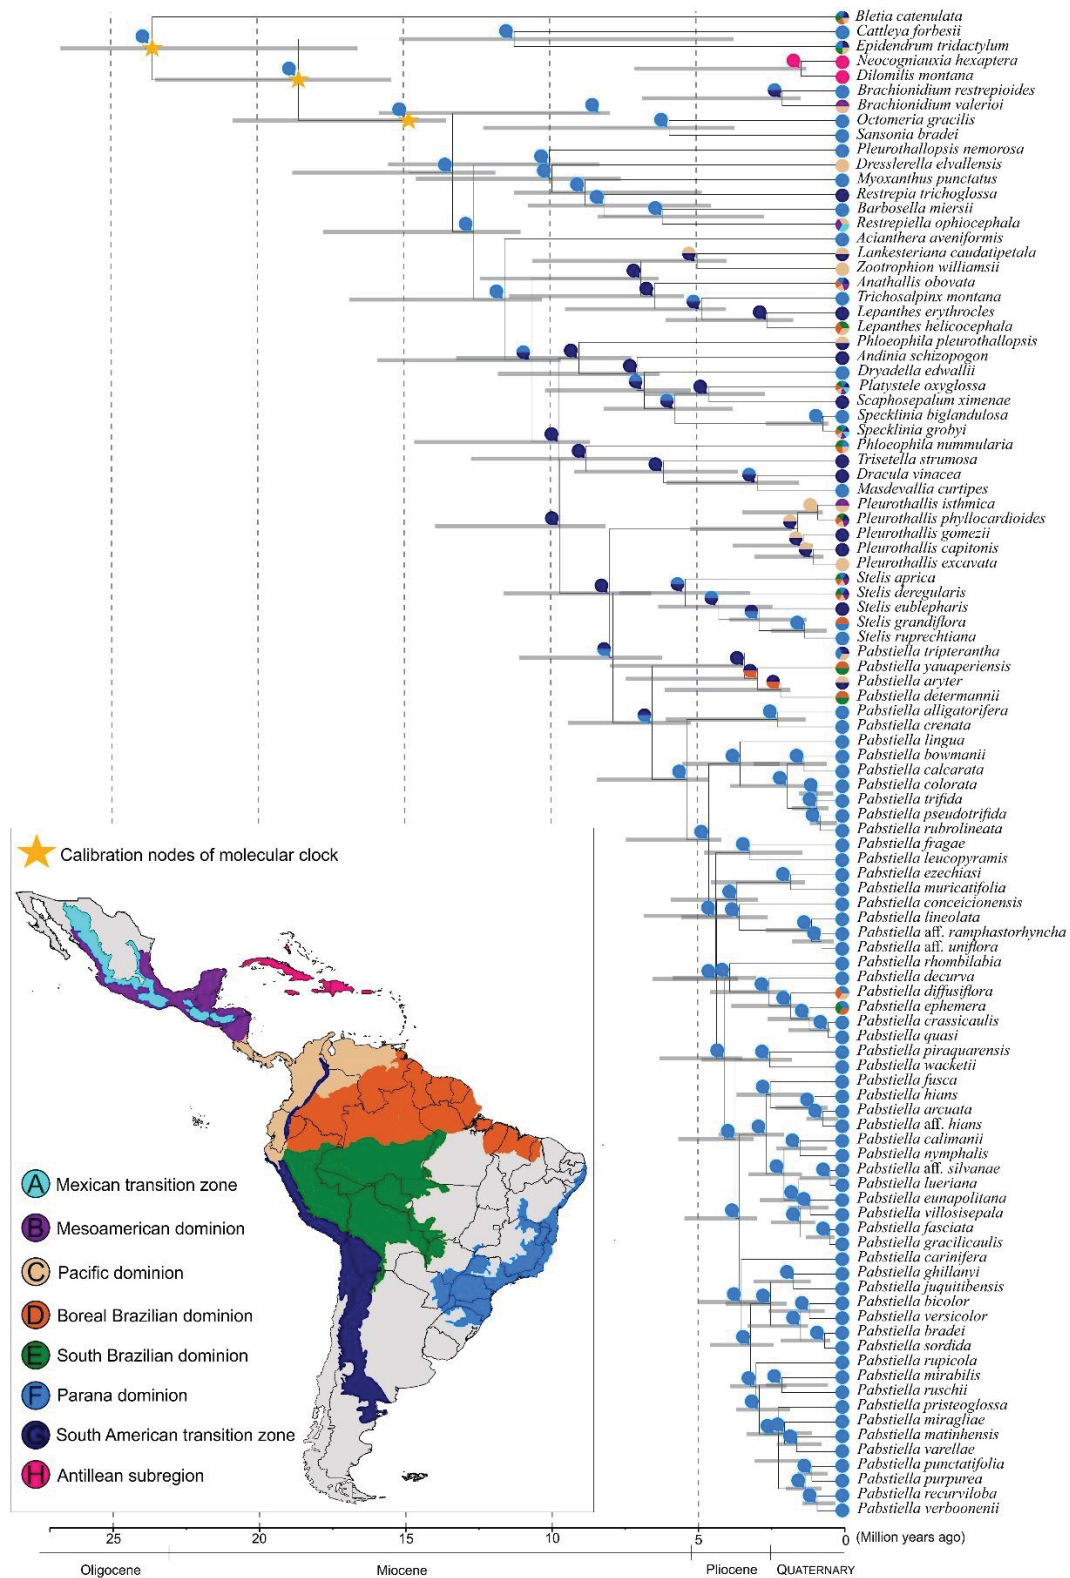 Bletia catenulata
Cattleya forbesii
Epidendrum tridactylum
Neocogniauxia hexaptera
Dilomilis montana
Brachionidium restrepioides
Brachionidium valerioi
Octomeria gracilis
Sansonia bradei
Pleurothallopsis nemorosa
Dresslerella elvallensis
Myoxanthus punctatus
Restrepia trichoglossa
Barbosella miersii
Restrepiella ophiocephala
Acianthera aveniformis
Lankesteriana caudatipetala
Zootrophion williamsii
Anathallis obovata
Trichosalpinx montana
Lepanthes erythrocles
Lepanthes helicocephala
Phloeophila pleurothallopsis
Andinia schizopogon
Dryadella edwallii
Platystele oxyglossa
Scaphosepalum ximenae
Specklinia biglandulosa
Specklinia grobyi
Phloeophila nummularia
Trisetella strumosa
Dracula vinacea
Masdevallia curtipes
Pleurothallis isthmica
Pleurothallis phyllocardioides
Pleurothallis gomezii
Pleurothallis capitonis
Pleurothallis excavata
Stelis aprica
Stelis deregularis
Stelis eublepharis
Stelis grandiflora
Stelis ruprechtiana
Pabstiella tripterantha
Pabstiella yauaperiensis
Pabstiella aryter
Pabstiella determannii
Pabstiella alligatorifera
Pabstiella crenata
Pabstiella lingua
Pabstiella bowmanii
Pabstiella calcarata
Pabstiella colorata
Pabstiella trifida
Pabstiella pseudotrifida
Pabstiella rubrolineata
Pabstiella fragae
Pabstiella leucopyramis
Pabstiella ezechiasi
Pabstiella muricatifolia
Pabstiella conceicionensis
Pabstiella lineolata
Pabstiella aff. ramphastorhyncha
Pabstiella aff. uniflora
Pabstiella rhombilabia
Pabstiella decurva
Pabstiella diffusiflora
Pabstiella ephemera
Pabstiella crassicaulis
Pabstiella quasi
Pabstiella piraquarensis
Pabstiella wacketii
Pabstiella fusca
Pabstiella hians
Pabstiella arcuata
Pabstiella aff. hians
Pabstiella calimanii
Pabstiella nymphalis
Pabstiella aff. silvanae
Pabstiella lueriana
Pabstiella eunapolitana
Pabstiella villosisepala
Pabstiella fasciata
Pabstiella gracilicaulis
Pabstiella carinifera
Pabstiella ghillanyi
Pabstiella juquitibensis
Pabstiella bicolor
Pabstiella versicolor
Pabstiella bradei
Pabstiella sordida
Pabstiella rupicola
Pabstiella mirabilis
Pabstiella ruschii
Pabstiella pristeoglossa
Pabstiella miragliae
Pabstiella matinhensis
Pabstiella varellae
Pabstiella punctatifolia
Pabstiella purpurea
Pabstiella recurviloba
Pabstiella verboonenii
Calibration nodes of molecular clock
A Mexican transition zone
B Mesoamerican dominion
C Pacific dominion
D Boreal Brazilian dominion
E South Brazilian dominion
F Parana dominion
G South American transition zone
H Antillean subregion
25 20 15 10 5 0 (Million years ago)
Oligocene Miocene Pliocene QUATERNARY